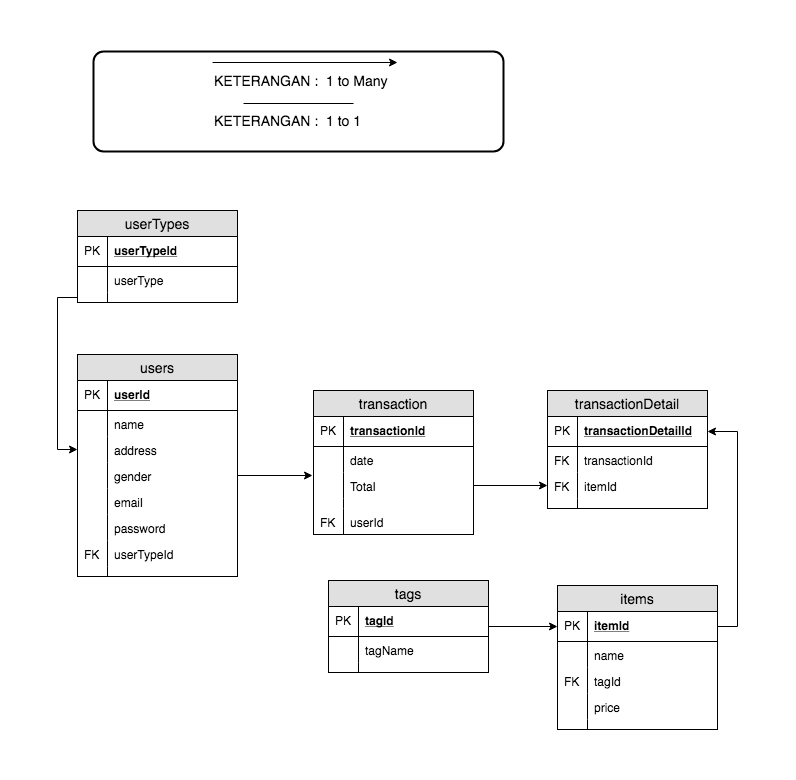 KETERANGAN : 1 to Many
KETERANGAN : 1 to 1
userTypes
PK userTypeId
userType
users
PK userId
name
address
gender
email
password
FK userTypeId
transaction
PK transactionId
date
Total
FK userId
transactionDetail
PK transactionDetailId
FK transactionId
FK itemId
tags
PK tagId
tagName
items
PK itemId
name
FK tagId
price